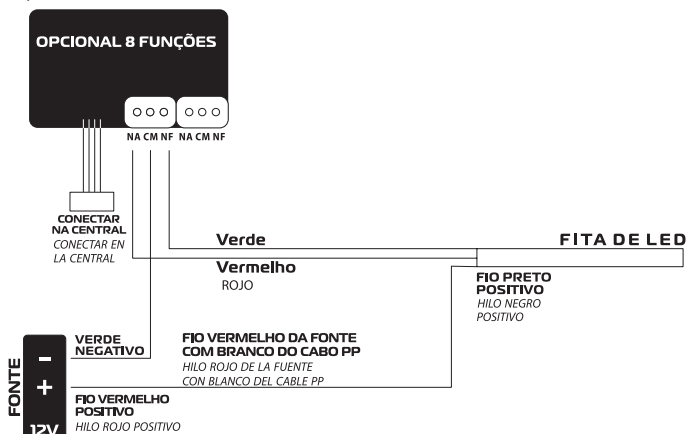 OPCIONAL 8 FUNÇÕES
NA CM NF NA CM NF
CONECTAR
NA CENTRAL
CONECTAR EN
LA CENTRAL
Verde
Vermelho
ROJO
FITA DE LED
FIO PRETO
POSITIVO
HILO NEGRO
POSITIVO
VERDE
NEGATIVO
FIO VERMELHO DA FONTE
COM BRANCO DO CABO PP
HILO ROJO DE LA FUENTE
CON BLANCO DEL CABLE PP
FONTE
-
+
12V
FIO VERMELHO
POSITIVO
HILO ROJO POSITIVO